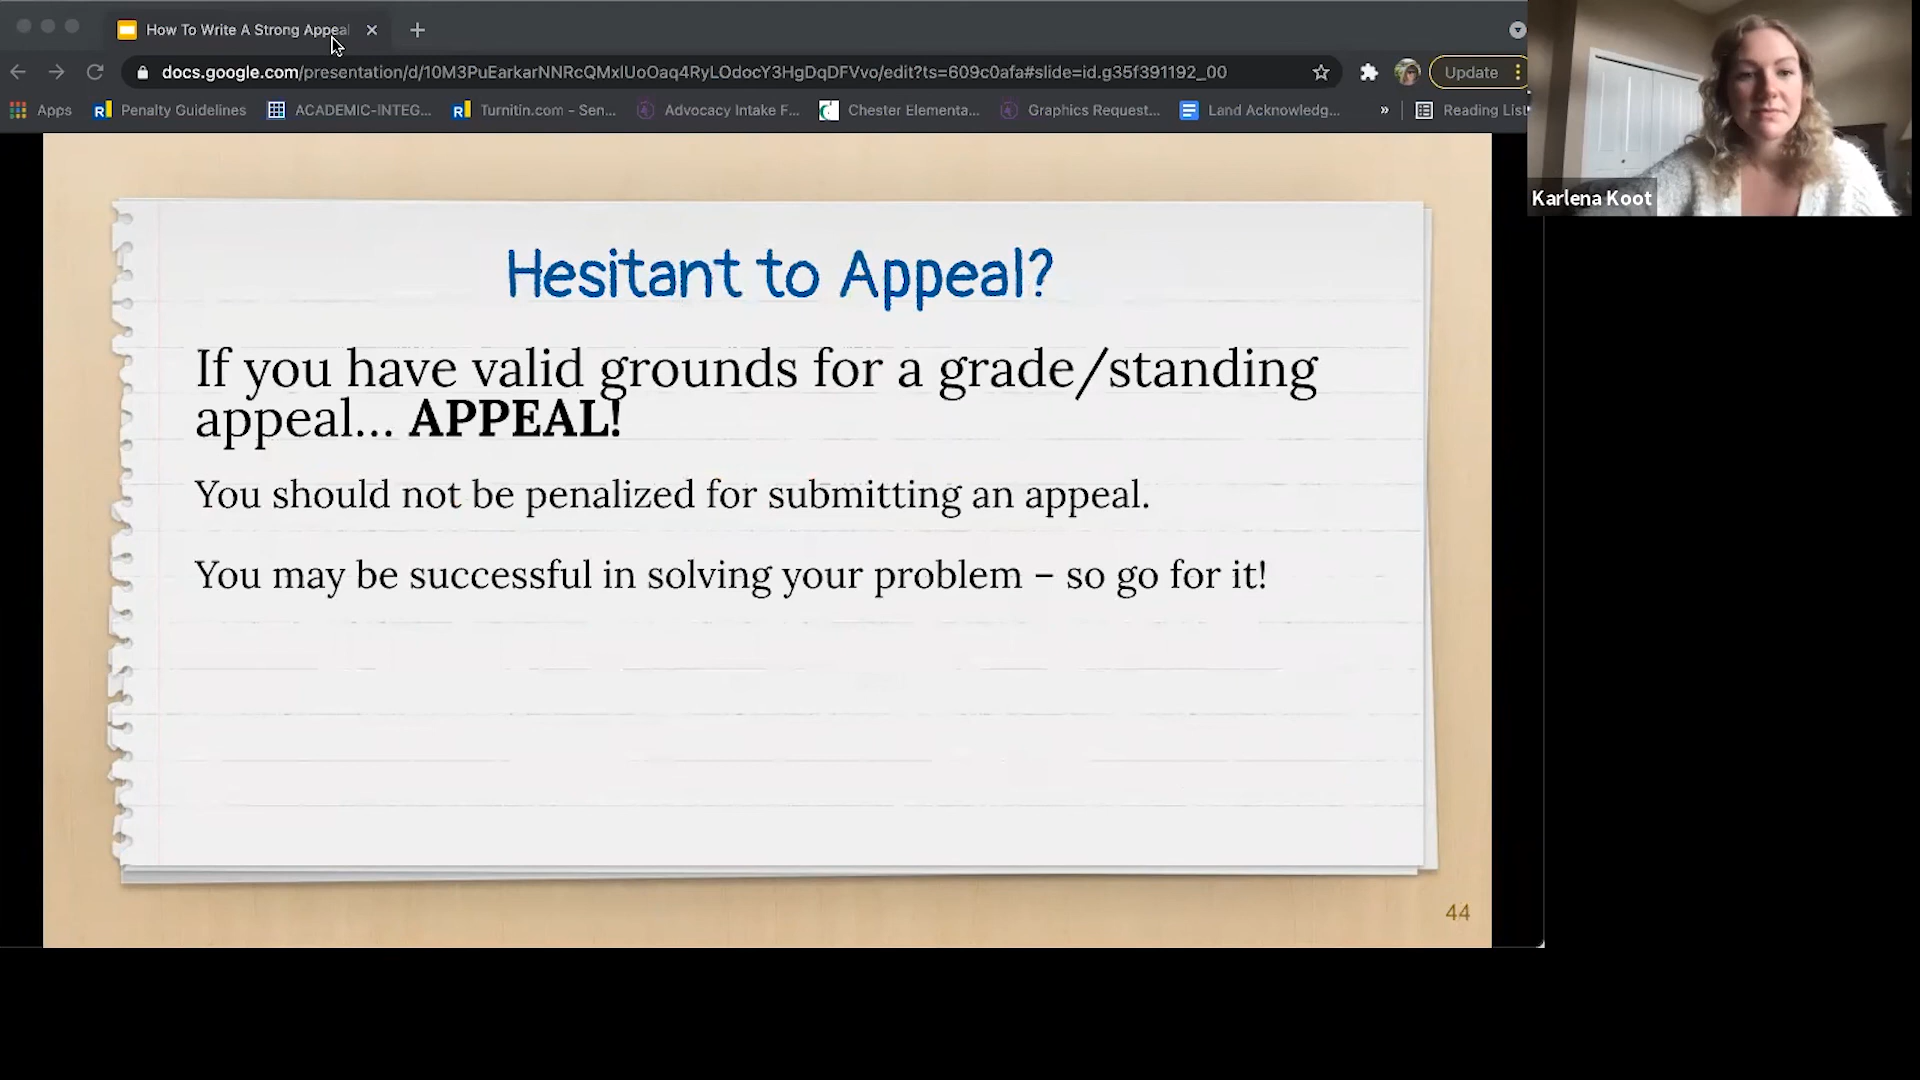 How To Write A Strong Appeal
docs.google.com/presentation/d/10M3PuEarkarNNRcQMxIUoOaq4RyLOdocY3HgDqDFVvo/edit?ts=609c0afa#slide=id.g35f391192_00
Update
Apps
Penalty Guidelines
ACADEMIC-INTEG...
Turnitin.com – Sen...
Advocacy Intake F...
Chester Elementa...
Graphics Request...
Land Acknowledg...
»
Reading List
Karlena Koot
Hesitant to Appeal?
If you have valid grounds for a grade/standing
appeal... APPEAL!
You should not be penalized for submitting an appeal.
You may be successful in solving your problem – so go for it!
44